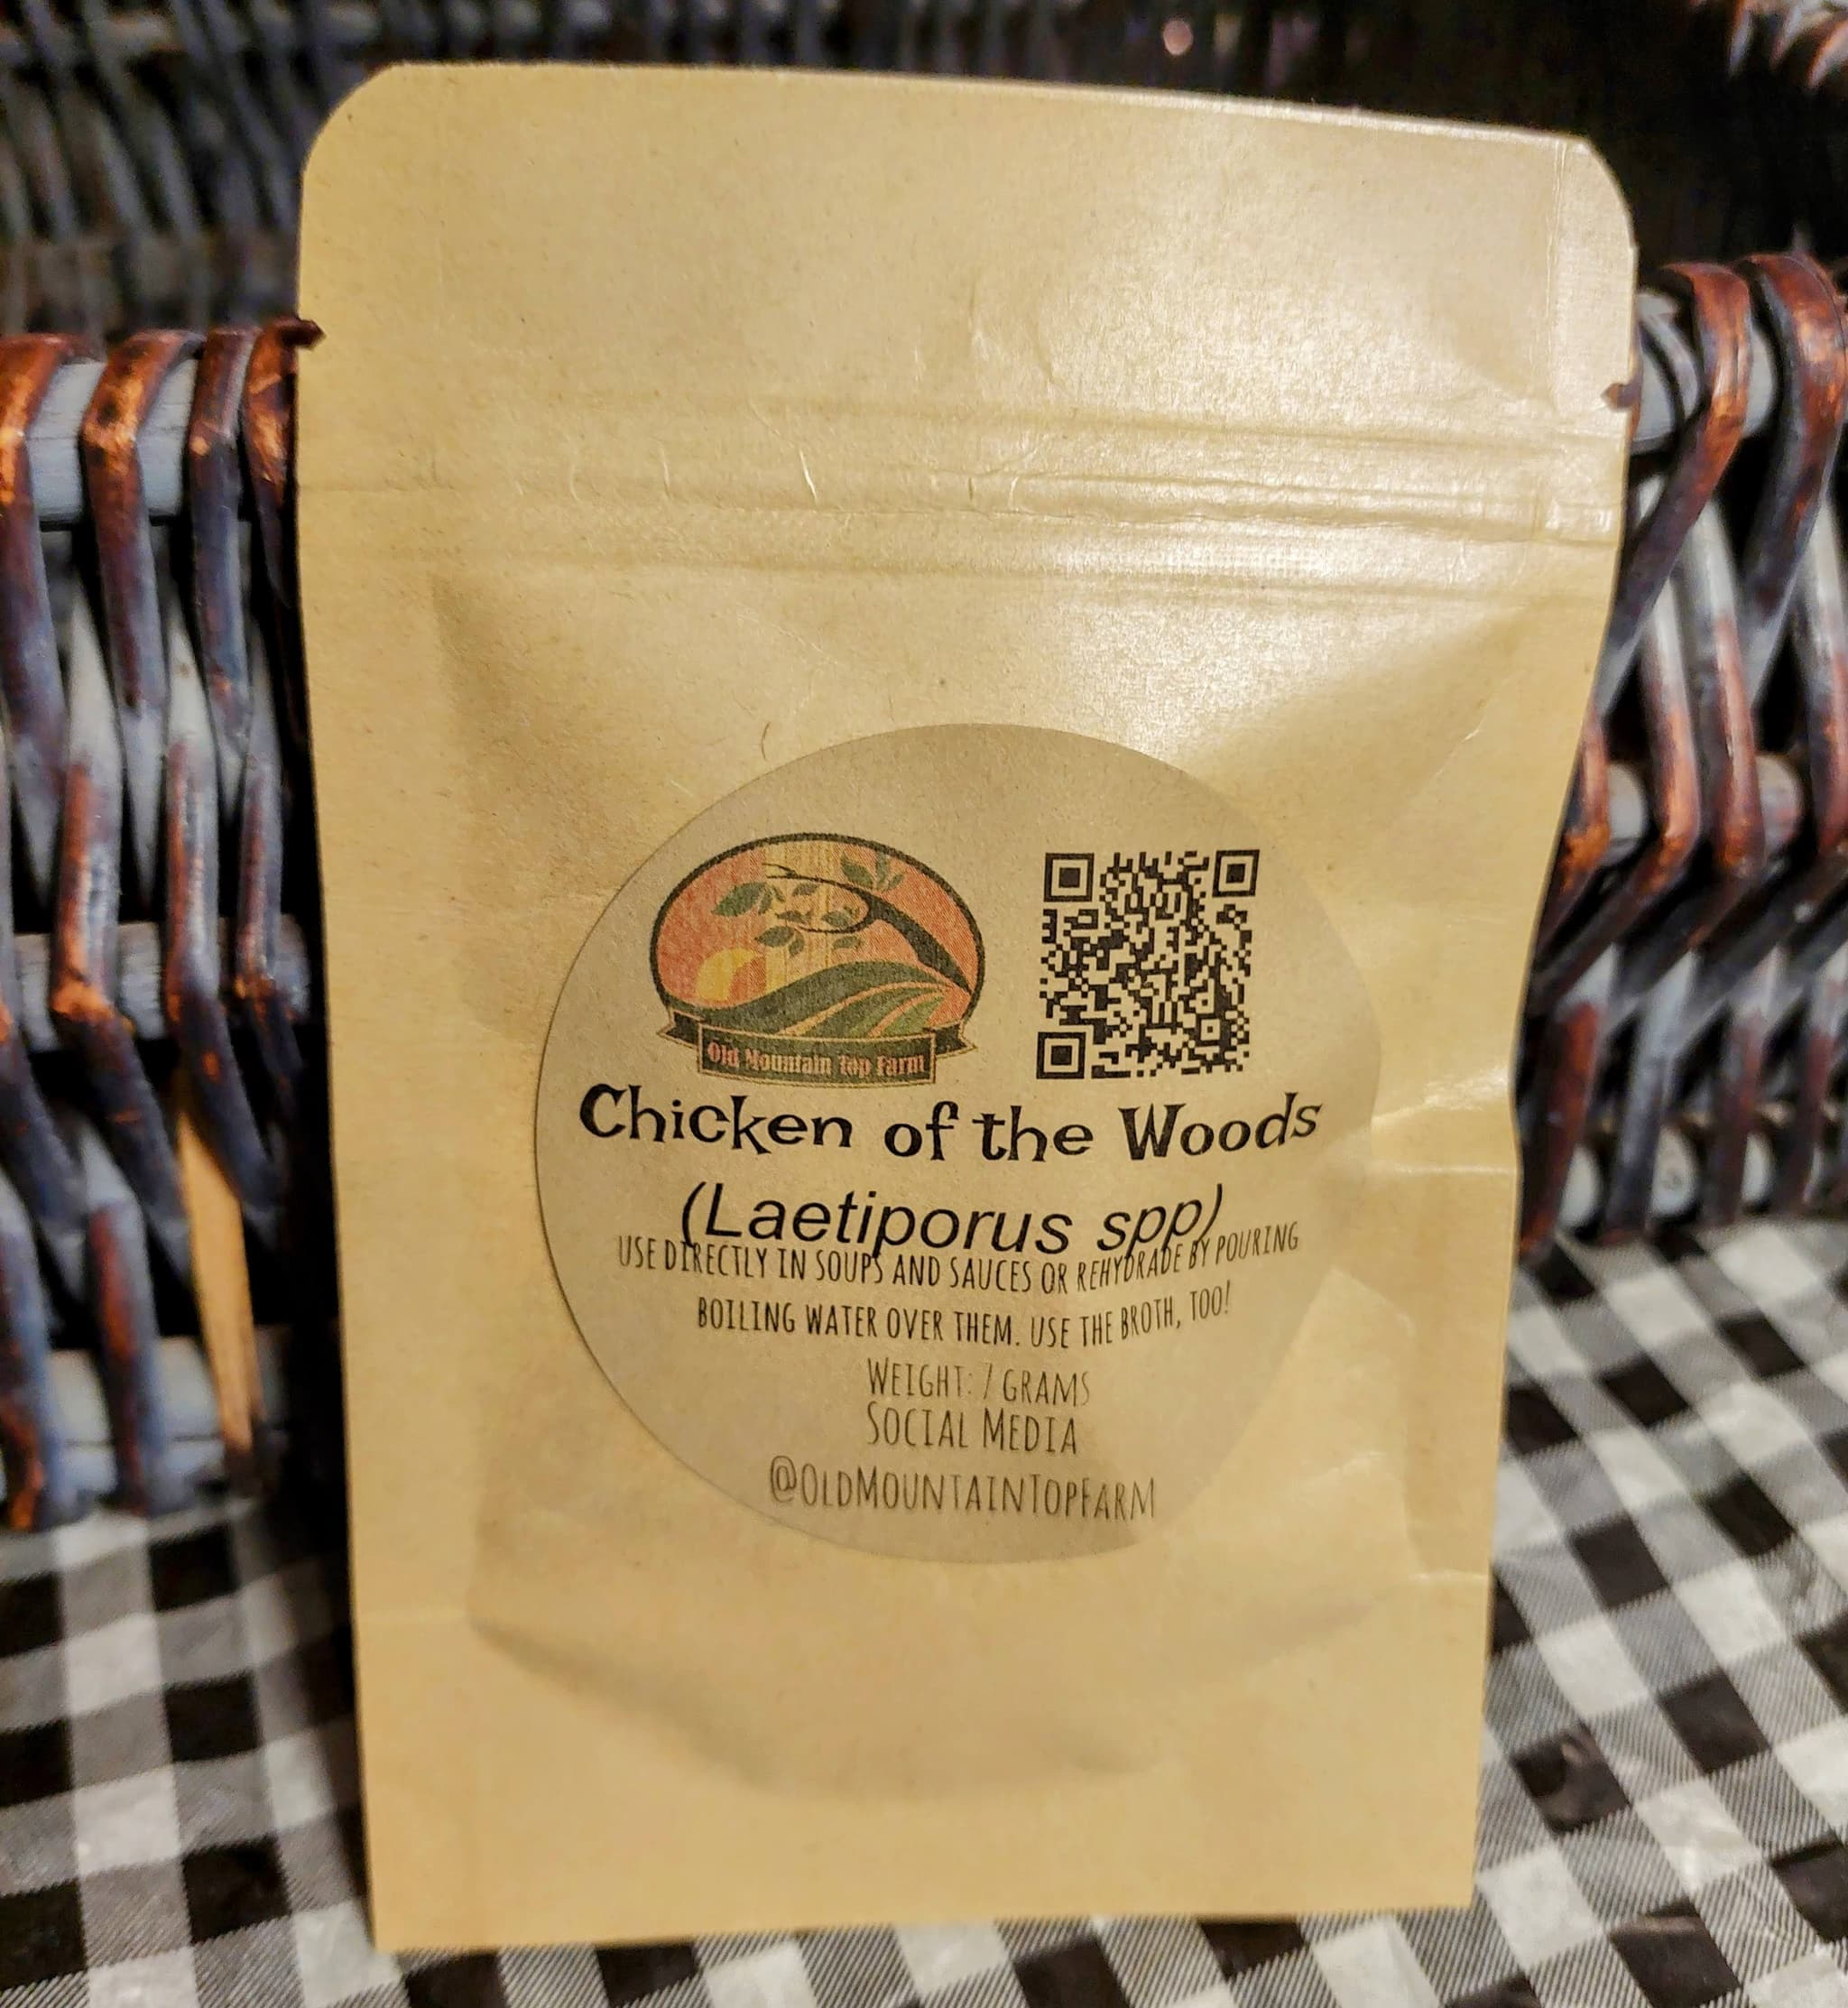 Old Mountain Top Farm
Chicken of the Woods
(Laetiporus spp)
USE DIRECTLY IN SOUPS AND SAUCES OR REHYDRADE BY POURING
BOILING WATER OVER THEM. USE THE BROTH, TOO!
WEIGHT: 7 GRAMS
SOCIAL MEDIA
@OLDMOUNTAINTOPFARM